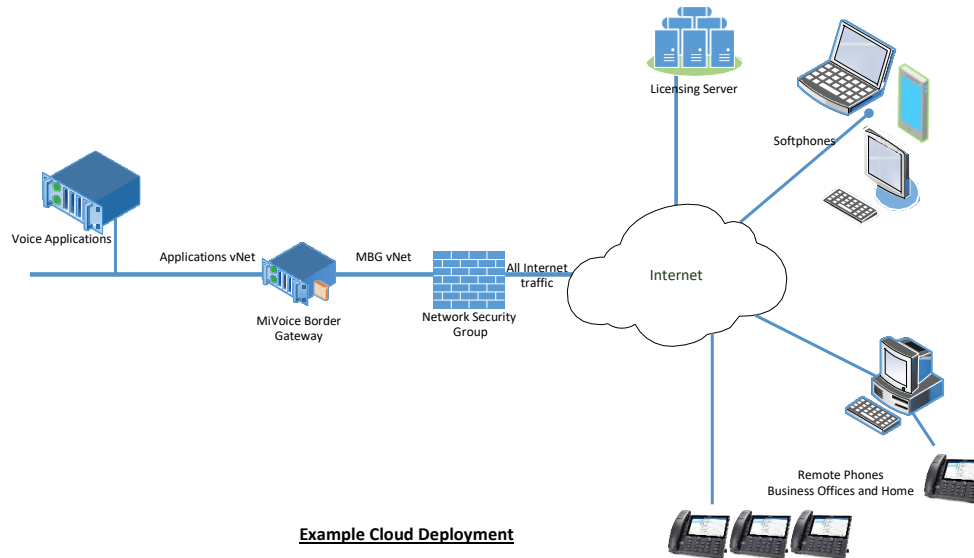 Licensing Server
Softphones
Voice Applications
Applications vNet
MBG vNet
All Internet
traffic
Internet
MiVoice Border
Gateway
Network Security
Group
Remote Phones
Business Offices and Home
Example Cloud Deployment